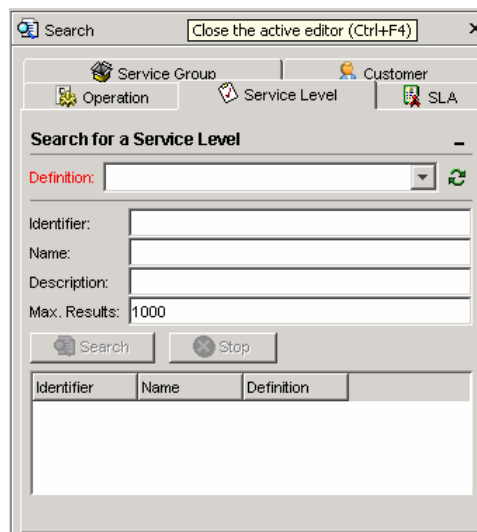 Search Close the active editor (Ctrl+F4)
Service Group Customer
Operation Service Level SLA
Search for a Service Level
Definition:
Identifier:
Name:
Description:
Max. Results: 1000
Search Stop
Identifier Name Definition